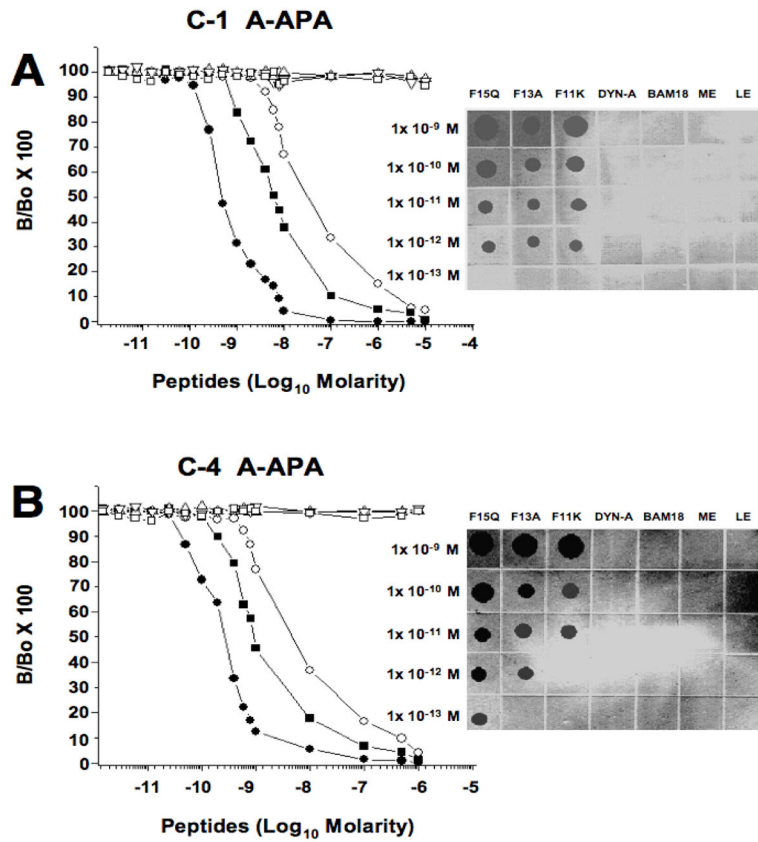 C-1 A-APA
A
B/Bo X 100
100
90
80
70
60
50
40
30
20
10
0
-11 -10 -9 -8 -7 -6 -5 -4
Peptides (Log10 Molarity)
F15Q F13A F11K DYN-A BAM18 ME LE
1x 10-9 M
1x 10-10 M
1x 10-11 M
1x 10-12 M
1x 10-13 M
C-4 A-APA
B
B/Bo X 100
100
90
80
70
60
50
40
30
20
10
0
-11 -10 -9 -8 -7 -6
Peptides (Log10 Molarity)
F15Q F13A F11K DYN-A BAM18 ME LE
1x 10-9 M
1x 10-10 M
1x 10-11 M
1x 10-12 M
1x 10-13 M